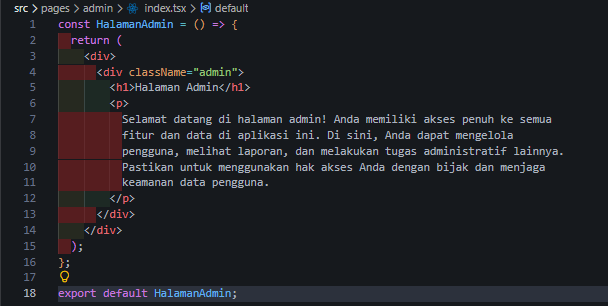 src > pages > admin > index.tsx > default
1 const HalamanAdmin = () => {
2 return (
3 <div>
4 <div className="admin">
5 <h1>Halaman Admin</h1>
6 <p>
7 Selamat datang di halaman admin! Anda memiliki akses penuh ke semua
8 fitur dan data di aplikasi ini. Di sini, Anda dapat mengelola
9 pengguna, melihat laporan, dan melakukan tugas administratif lainnya.
10 Pastikan untuk menggunakan hak akses Anda dengan bijak dan menjaga
11 keamanan data pengguna.
12 </p>
13 </div>
14 </div>
15 );
16 };
17
18 export default HalamanAdmin;